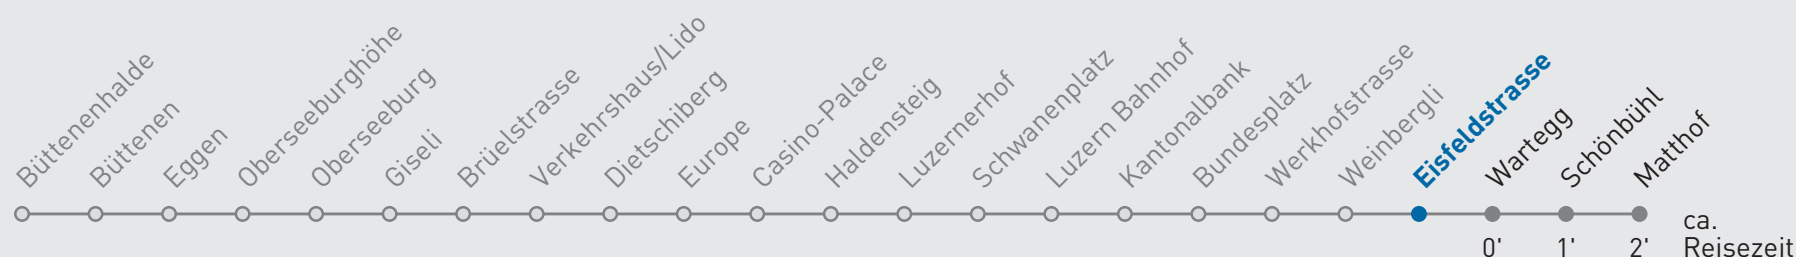 Büttenenhalde
Büttenen
Eggen
Oberseeburghöhe
Oberseeburg
Giseli
Brüelstrasse
Verkehrshaus/Lido
Dietschiberg
Europe
Casino-Palace
Haldensteig
Luzernerhof
Schwanenplatz
Luzern Bahnhof
Kantonalbank
Bundesplatz
Werkhofstrasse
Weinbergli
Eisfeldstrasse
Wartegg
Schönbühl
Matthof
ca.
0' 1' 2' Reisezeit